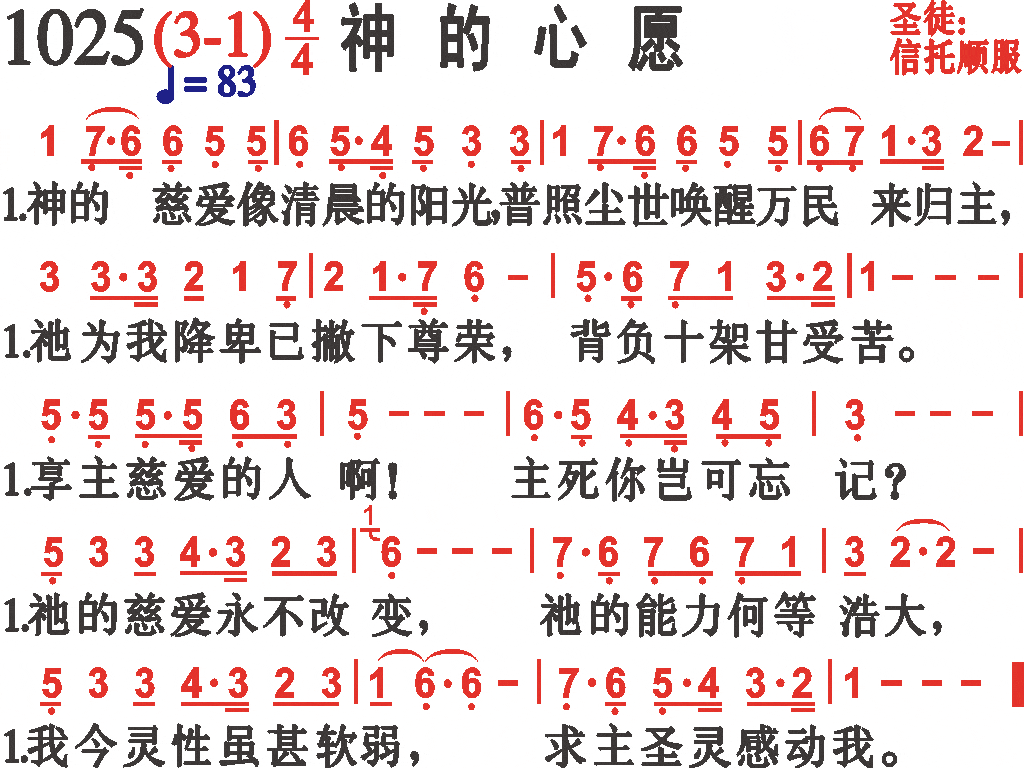 1025(3-1) 4/4 神的心愿 圣徒:
♩=83 信托顺服
1 7·6 6 5 5|6 5·4 5 3 3|1 7·6 6 5 5|6 7 1·3 2–|
1.神的 慈爱像清晨的阳光,普照尘世唤醒万民 来归主,
3 3·3 2 1 7|2 1·7 6 –|5·6 7 1 3·2|1 – – –|
1.祂为我降卑已撇下尊荣, 背负十架甘受苦。
5·5 5·5 6 3|5 – – –|6·5 4·3 4 5|3 – – –|
1.享主慈爱的人 啊! 主死你岂可忘 记?
5 3 3 4·3 2 3|1 6 – – –|7·6 7 6 7 1|3 2·2 –|
1.祂的慈爱永不改 变, 祂的能力何等 浩大,
5 3 3 4·3 2 3|1 6·6 –|7·6 5·4 3·2|1 – – –
1.我今灵性虽甚软弱, 求主圣灵感动我。